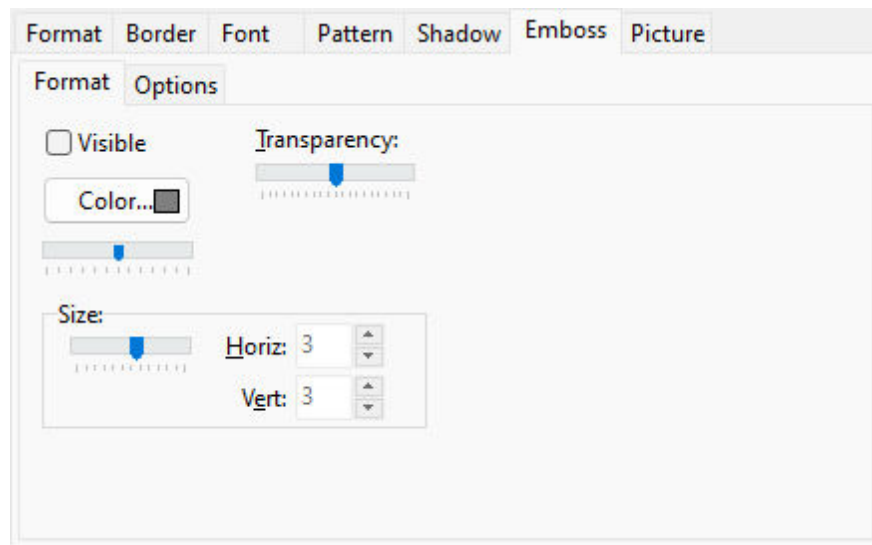 Format Border Font Pattern Shadow Emboss Picture
Format Options
Visible Transparency:
Color...
Size:
Horiz: 3
Vert: 3